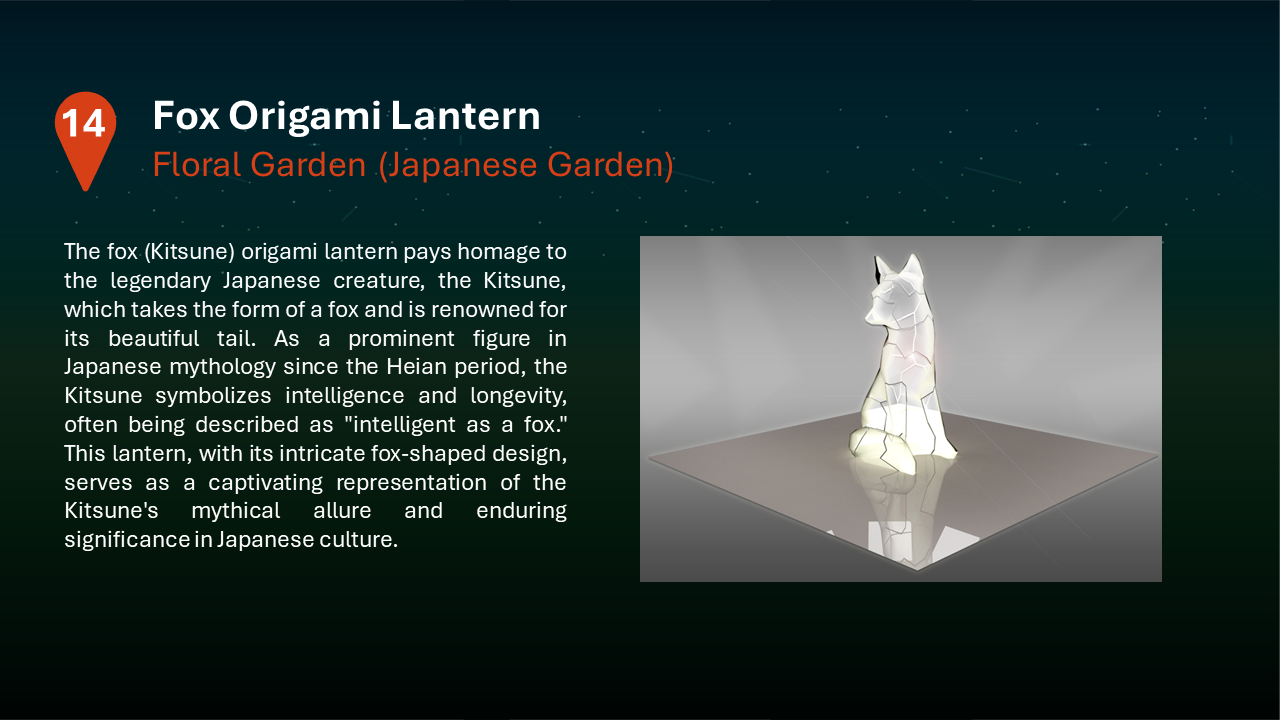 14
Fox Origami Lantern
Floral Garden (Japanese Garden)
The fox (Kitsune) origami lantern pays homage to
the legendary Japanese creature, the Kitsune,
which takes the form of a fox and is renowned for
its beautiful tail. As a prominent figure in
Japanese mythology since the Heian period, the
Kitsune symbolizes intelligence and longevity,
often being described as "intelligent as a fox."
This lantern, with its intricate fox-shaped design,
serves as a captivating representation of the
Kitsune's mythical allure and enduring
significance in Japanese culture.